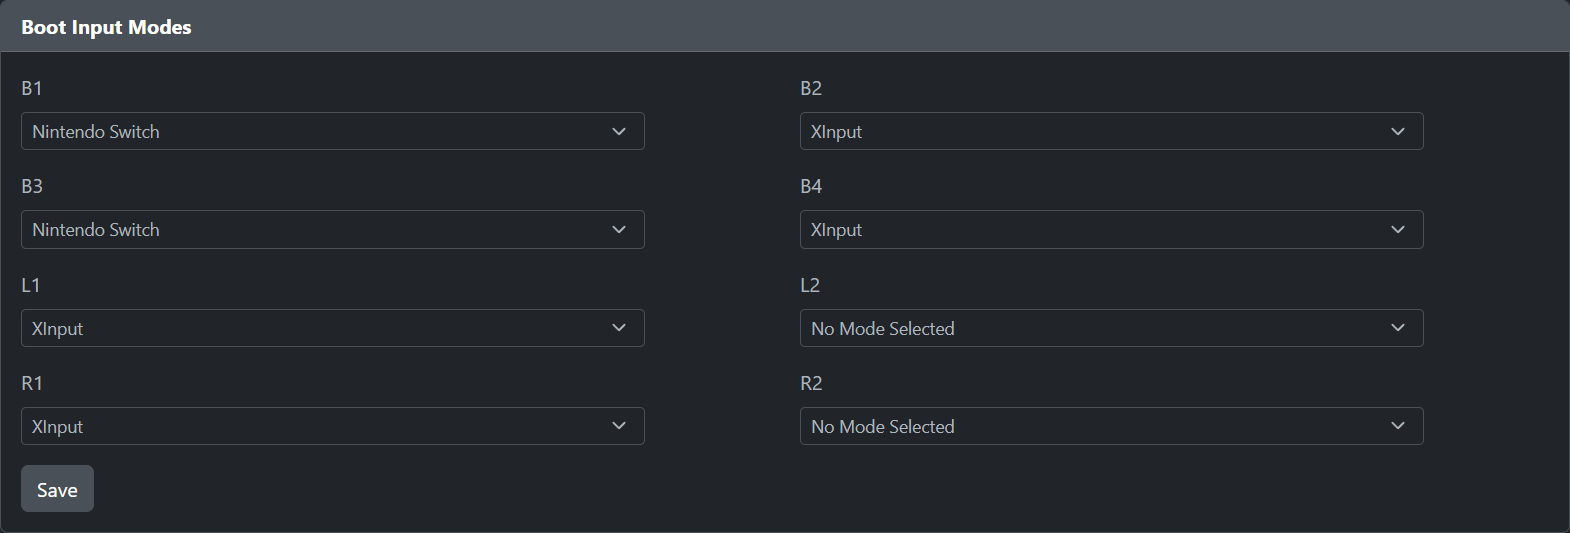 Boot Input Modes
B1
B2
Nintendo Switch
XInput
B3
B4
Nintendo Switch
XInput
L1
L2
XInput
No Mode Selected
R1
R2
XInput
No Mode Selected
Save